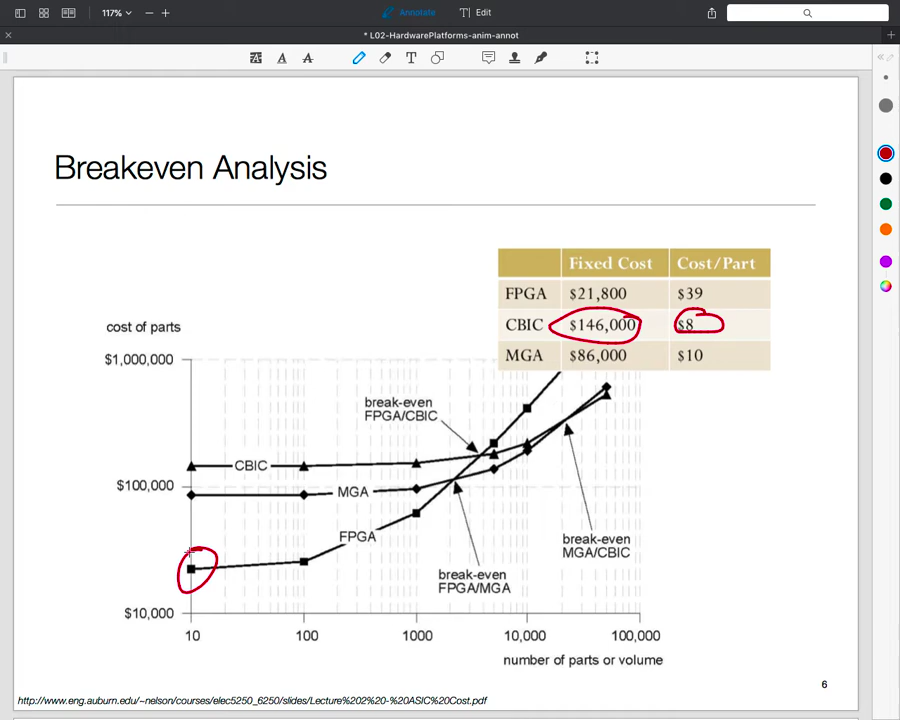 117%
Annotate
Edit
* L02-HardwarePlatforms-anim-annot
Breakeven Analysis
Fixed Cost Cost/Part
FPGA $21,800 $39
CBIC $146,000 $8
MGA $86,000 $10
cost of parts
$1,000,000
break-even
FPGA/CBIC
CBIC
$100,000
MGA
FPGA
break-even
MGA/CBIC
break-even
FPGA/MGA
$10,000
10 100 1000 10,000 100,000
number of parts or volume
6
http://www.eng.auburn.edu/~nelson/courses/elec5250_6250/slides/Lecture%202%20-%20ASIC%20Cost.pdf